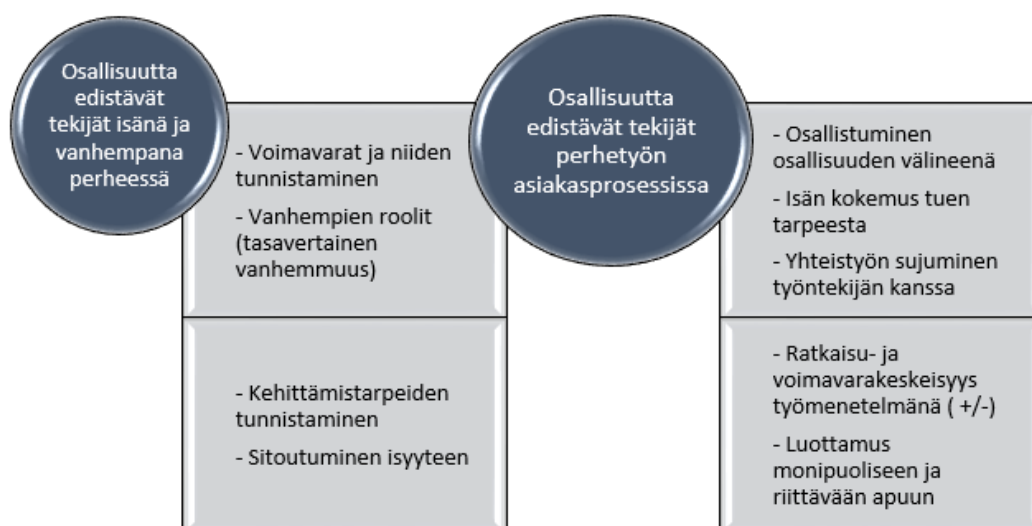 Osallisuutta
edistävät
tekijät isänä ja
vanhempana
perheessä
- Voimavarat ja niiden
tunnistaminen
- Vanhempien roolit
(tasavertainen
vanhemmuus)
- Kehittämistarpeiden
tunnistaminen
- Sitoutuminen isyyteen
Osallisuutta
edistävät tekijät
perhetyön
asiakasprosessissa
- Osallistuminen
osallisuuden välineenä
- Isän kokemus tuen
tarpeesta
- Yhteistyön sujuminen
työntekijän kanssa
- Ratkaisu- ja
voimavarakeskeisyys
työmenetelmänä ( +/-)
- Luottamus
monipuoliseen ja
riittävään apuun